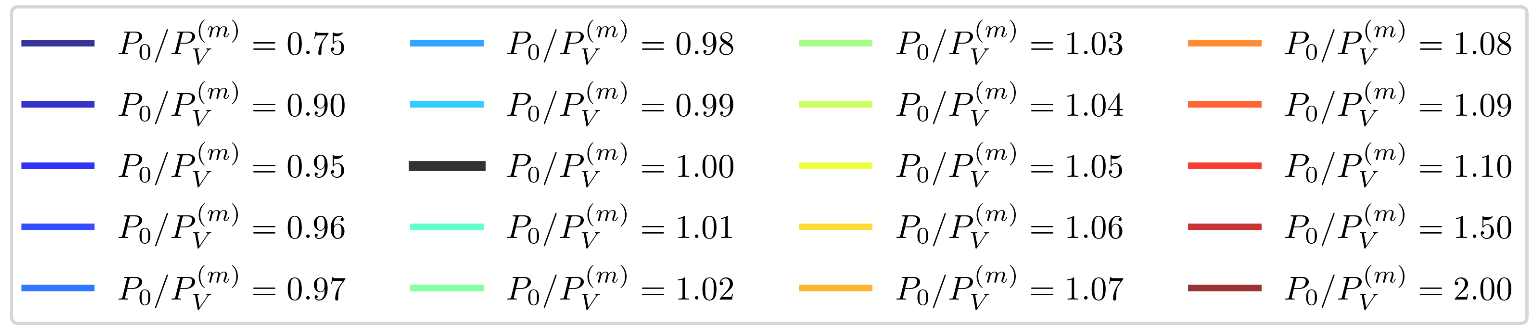 P_0/P_V^{(m)} = 0.75
P_0/P_V^{(m)} = 0.90
P_0/P_V^{(m)} = 0.95
P_0/P_V^{(m)} = 0.96
P_0/P_V^{(m)} = 0.97
P_0/P_V^{(m)} = 0.98
P_0/P_V^{(m)} = 0.99
P_0/P_V^{(m)} = 1.00
P_0/P_V^{(m)} = 1.01
P_0/P_V^{(m)} = 1.02
P_0/P_V^{(m)} = 1.03
P_0/P_V^{(m)} = 1.04
P_0/P_V^{(m)} = 1.05
P_0/P_V^{(m)} = 1.06
P_0/P_V^{(m)} = 1.07
P_0/P_V^{(m)} = 1.08
P_0/P_V^{(m)} = 1.09
P_0/P_V^{(m)} = 1.10
P_0/P_V^{(m)} = 1.50
P_0/P_V^{(m)} = 2.00